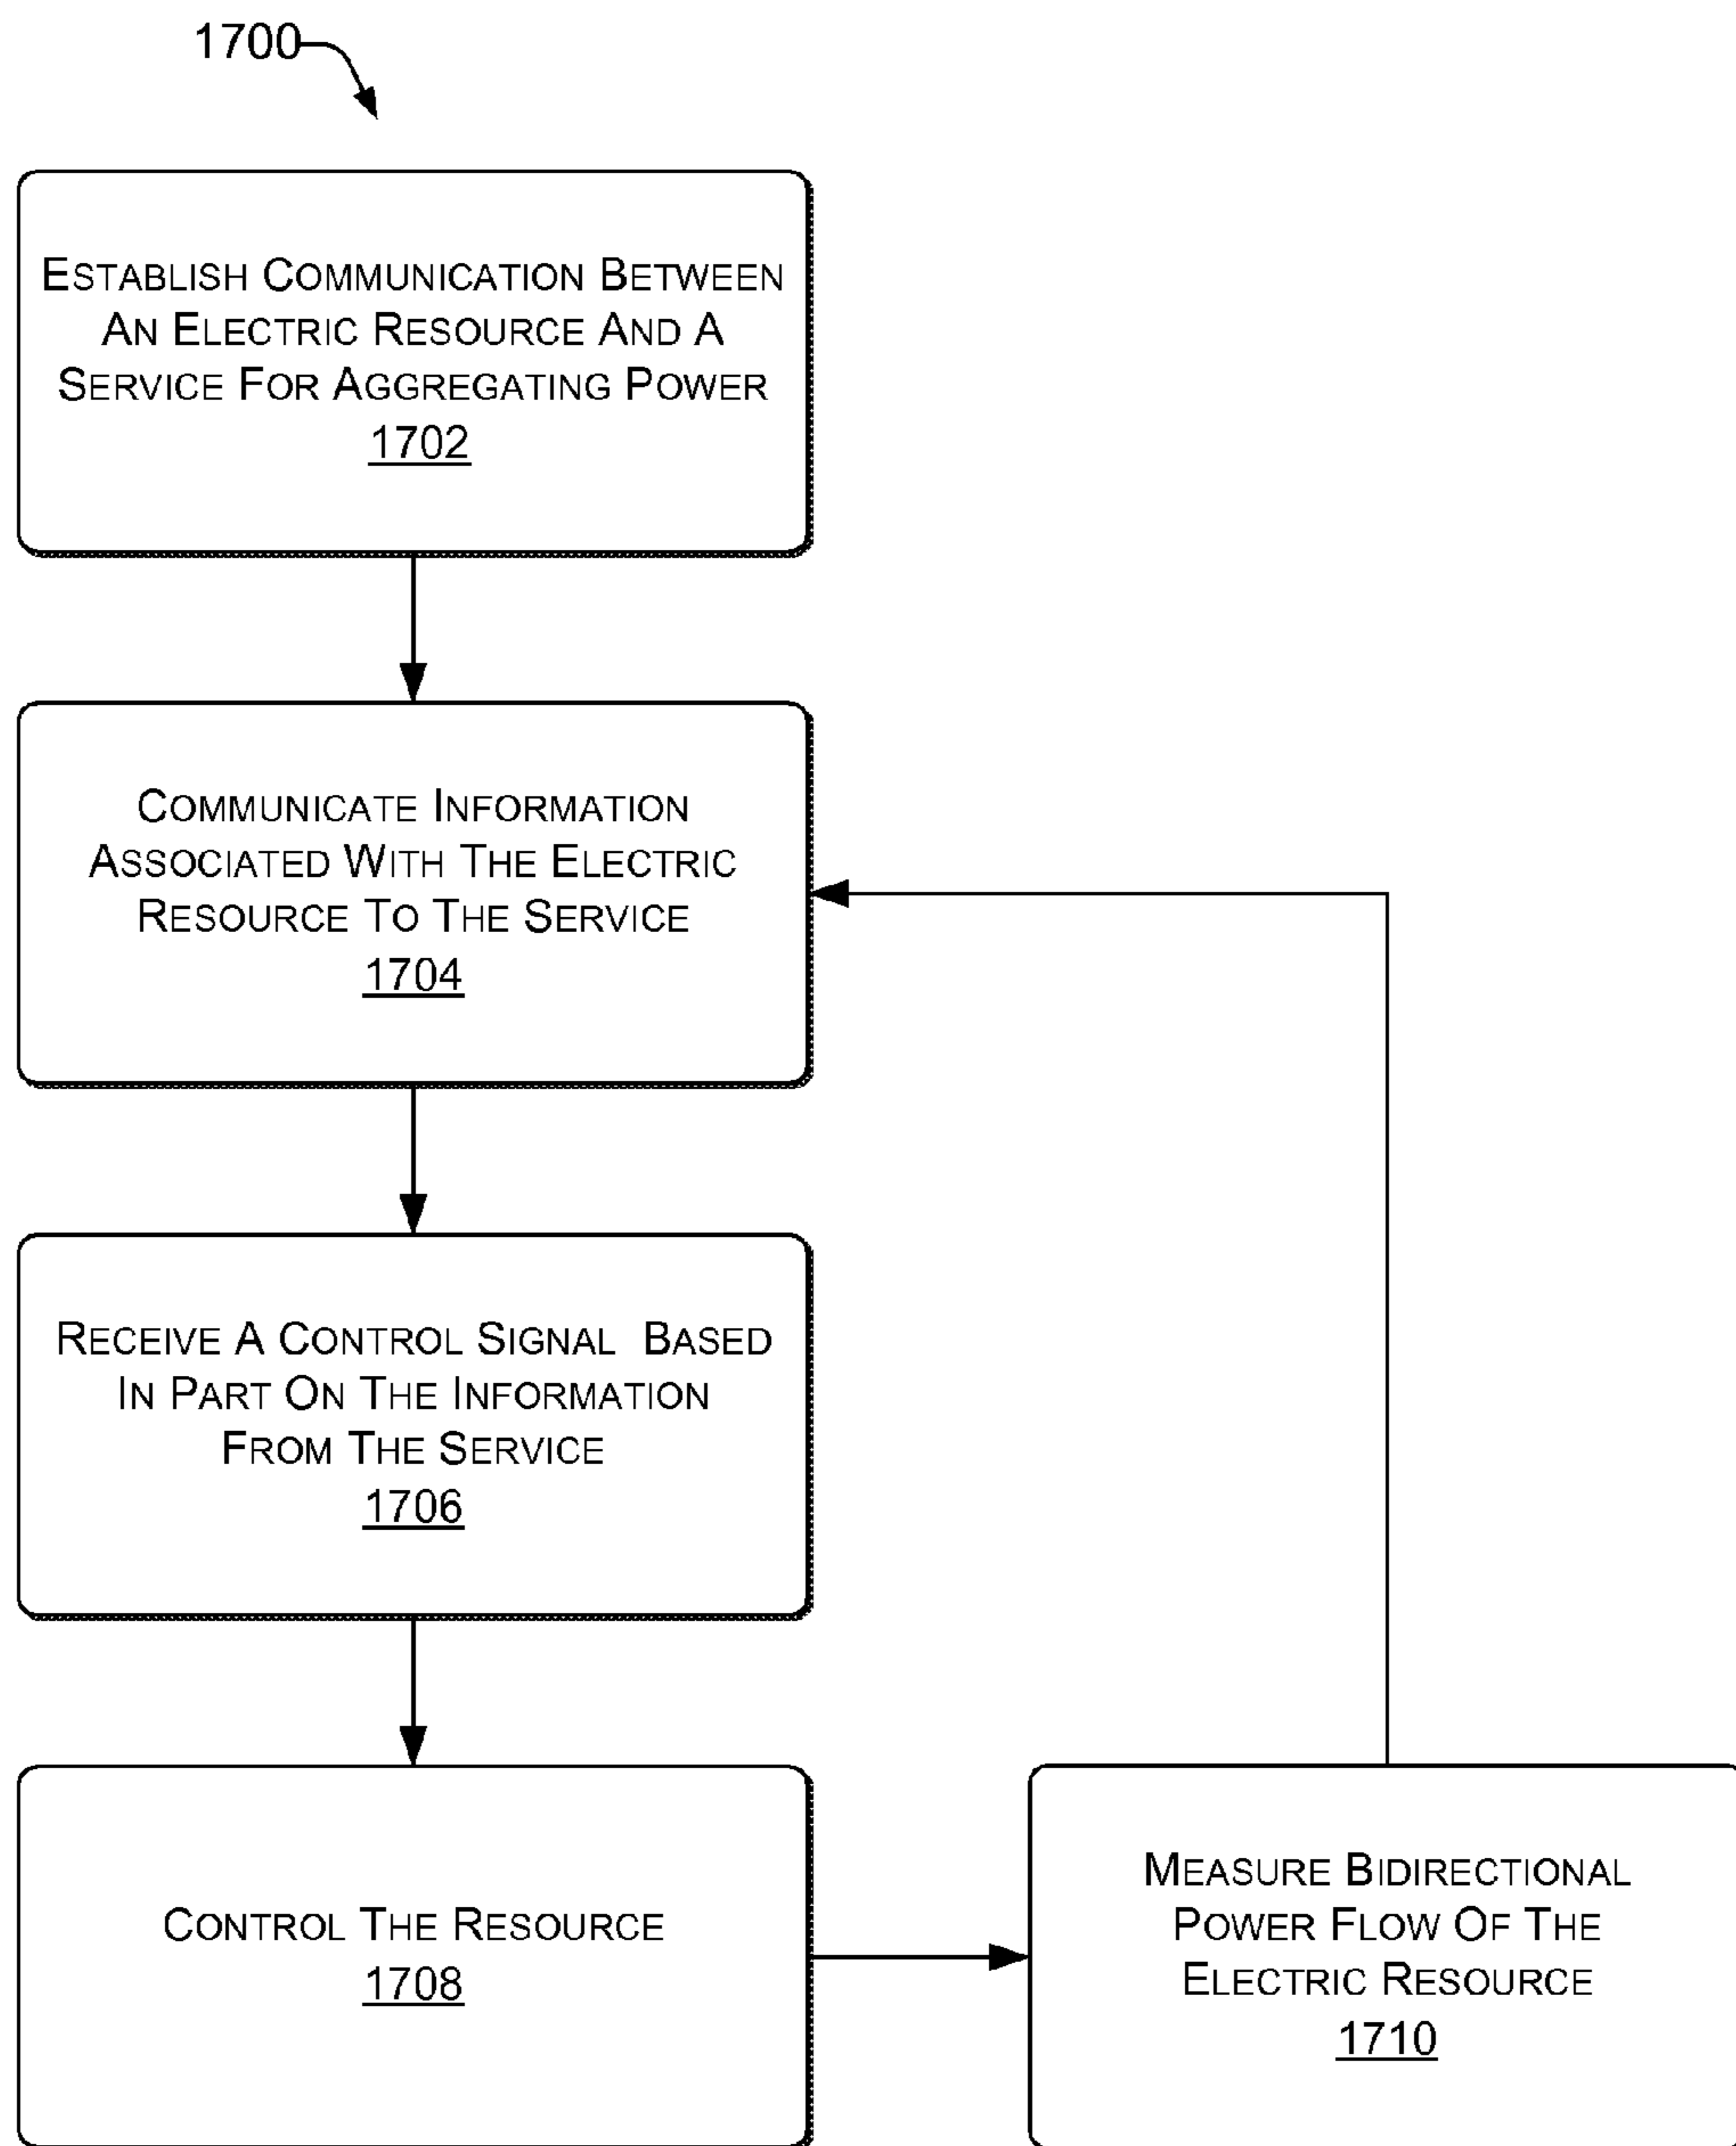 1700
ESTABLISH COMMUNICATION BETWEEN
AN ELECTRIC RESOURCE AND A
SERVICE FOR AGGREGATING POWER
1702
COMMUNICATE INFORMATION
ASSOCIATED WITH THE ELECTRIC
RESOURCE TO THE SERVICE
1704
RECEIVE A CONTROL SIGNAL BASED
IN PART ON THE INFORMATION
FROM THE SERVICE
1706
CONTROL THE RESOURCE
1708
MEASURE BIDIRECTIONAL
POWER FLOW OF THE
ELECTRIC RESOURCE
1710